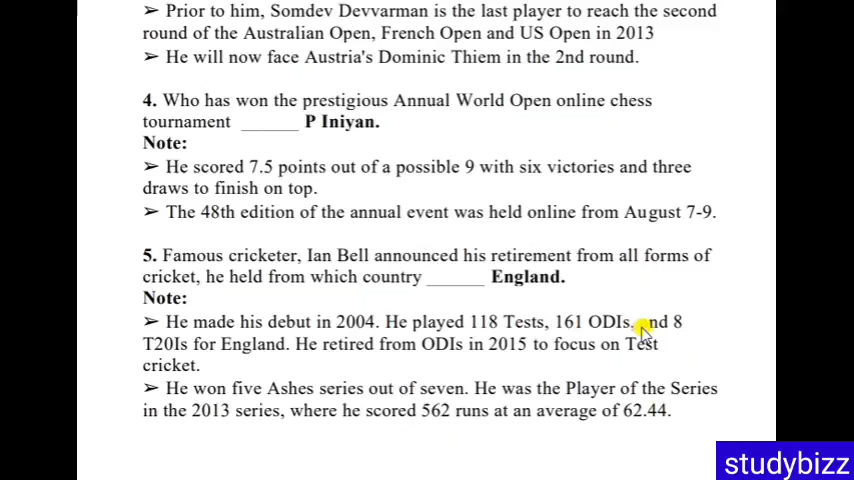 ➢ Prior to him, Somdev Devvarman is the last player to reach the second
round of the Australian Open, French Open and US Open in 2013
➢ He will now face Austria's Dominic Thiem in the 2nd round.
4. Who has won the prestigious Annual World Open online chess
tournament ______ P Iniyan.
Note:
➢ He scored 7.5 points out of a possible 9 with six victories and three
draws to finish on top.
➢ The 48th edition of the annual event was held online from August 7-9.
5. Famous cricketer, Ian Bell announced his retirement from all forms of
cricket, he held from which country ______ England.
Note:
➢ He made his debut in 2004. He played 118 Tests, 161 ODIs, and 8
T20Is for England. He retired from ODIs in 2015 to focus on Test
cricket.
➢ He won five Ashes series out of seven. He was the Player of the Series
in the 2013 series, where he scored 562 runs at an average of 62.44.
studybizz